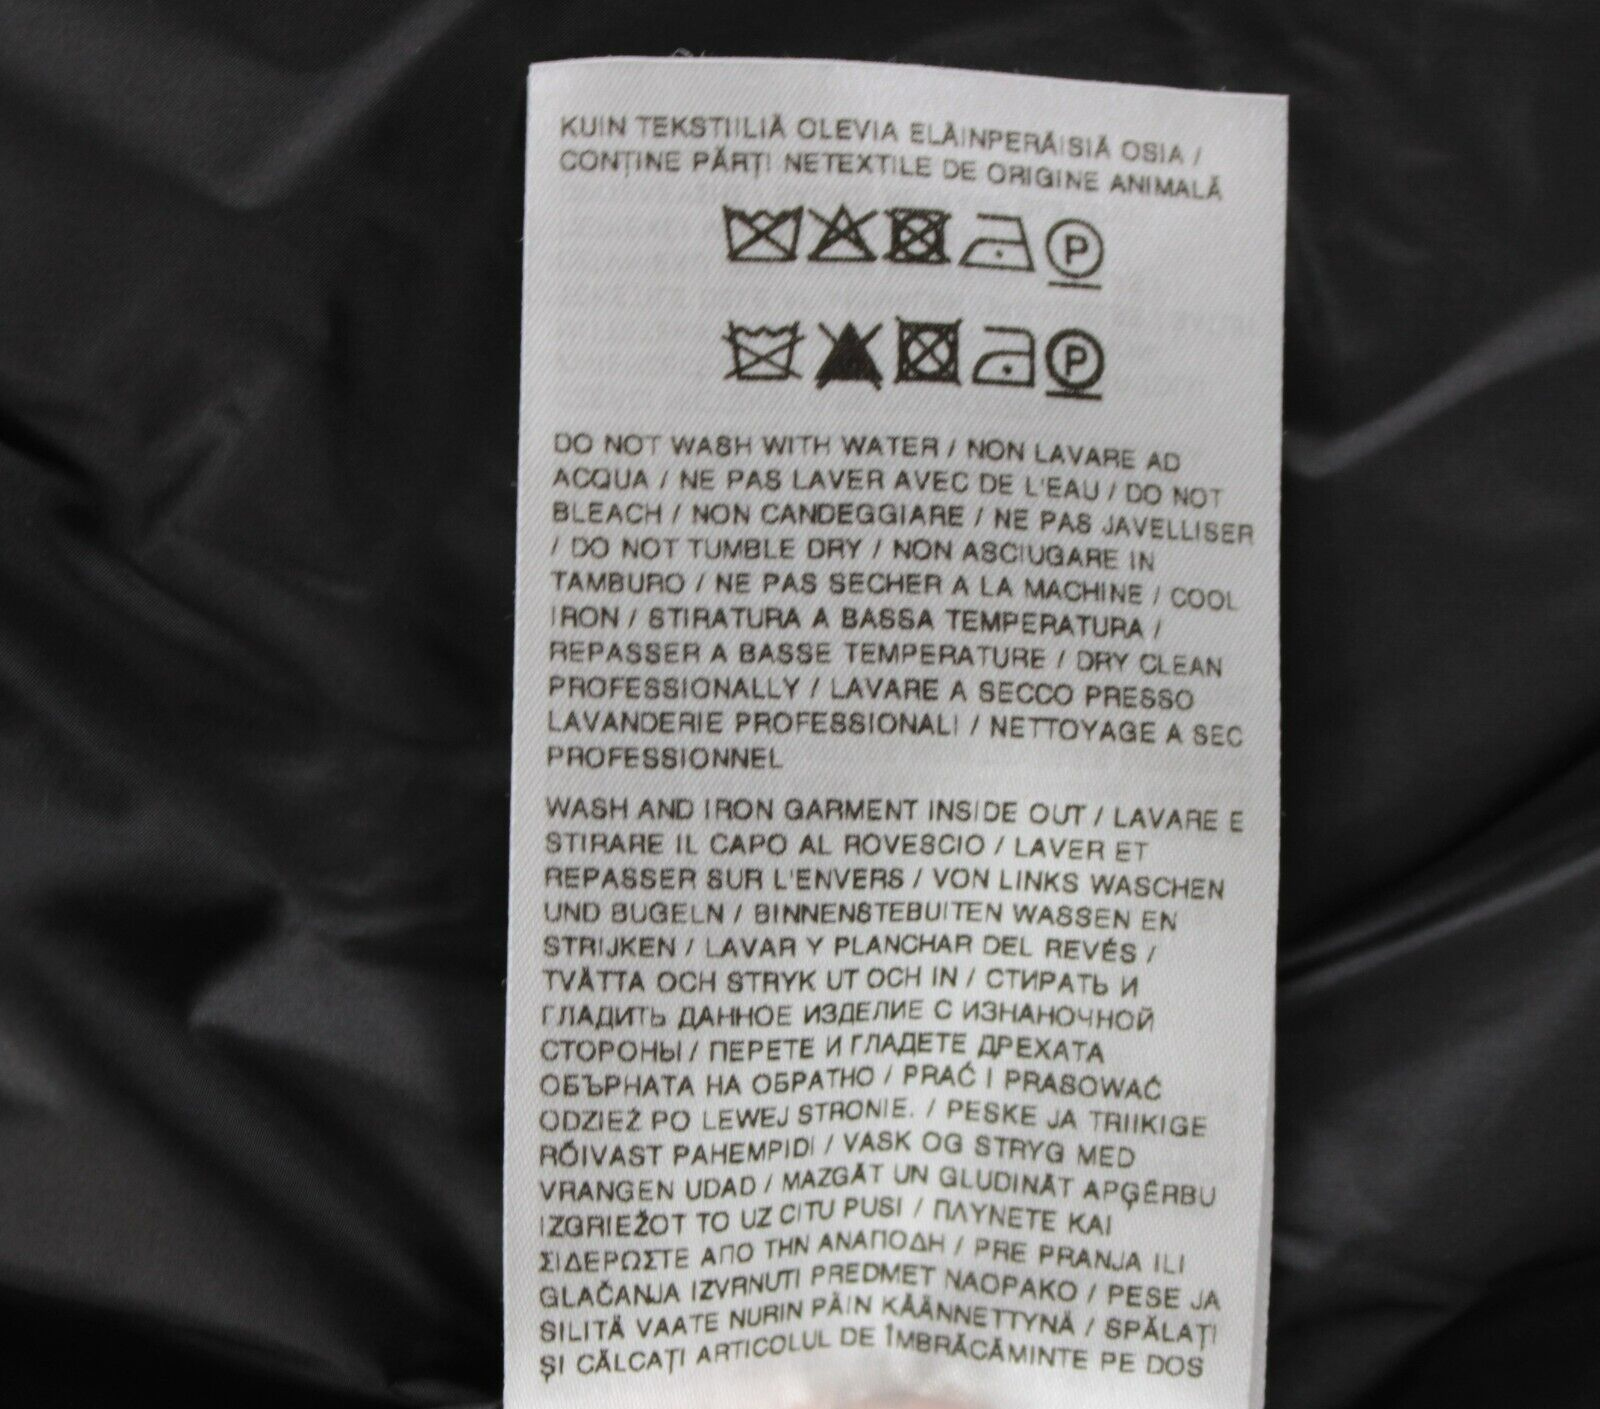 KUIN TEKSTIILIÄ OLEVIA ELÄINPERÄISIÄ OSIA /
CONȚINE PĂRȚI NETEXTILE DE ORIGINE ANIMALĂ
P
P
DO NOT WASH WITH WATER / NON LAVARE AD
ACQUA / NE PAS LAVER AVEC DE L'EAU / DO NOT
BLEACH / NON CANDEGGIARE / NE PAS JAVELLISER
/ DO NOT TUMBLE DRY / NON ASCIUGARE IN
TAMBURO / NE PAS SECHER A LA MACHINE / COOL
IRON / STIRATURA A BASSA TEMPERATURA /
REPASSER A BASSE TEMPERATURE / DRY CLEAN
PROFESSIONALLY / LAVARE A SECCO PRESSO
LAVANDERIE PROFESSIONALI / NETTOYAGE A SEC
PROFESSIONNEL
WASH AND IRON GARMENT INSIDE OUT / LAVARE E
STIRARE IL CAPO AL ROVESCIO / LAVER ET
REPASSER SUR L'ENVERS / VON LINKS WASCHEN
UND BUGELN / BINNENSTEBUITEN WASSEN EN
STRIJKEN / LAVAR Y PLANCHAR DEL REVÉS /
TVÄTTA OCH STRYK UT OCH IN / СТИРАТЬ И
ГЛАДИТЬ ДАННОЕ ИЗДЕЛИЕ С ИЗНАНОЧНОЙ
СТОРОНЫ / ПЕРЕТЕ И ГЛАДЕТЕ ДРЕХАТА
ОБЪРНАТА НА ОБРАТНО / PRAĆ I PRASOWAĆ
ODZIEŻ PO LEWEJ STRONIE. / PESKE JA TRIIKIGE
RÕIVAST PAHEMPIDI / VASK OG STRYG MED
VRANGEN UDAD / MAZGĀT UN GLUDINĀT APĢĒRBU
IZGRIEŽOT TO UZ CITU PUSI / ΠΛΥΝΕΤΕ ΚΑΙ
ΣΙΔΕΡΩΣΤΕ ΑΠΟ ΤΗΝ ΑΝΑΠΟΔΗ / PRE PRANJA ILI
GLAČANJA IZVRNUTI PREDMET NAOPAKO / PESE JA
SILITÄ VAATE NURIN PÄIN KÄÄNNETTYNÄ / SPĂLAȚI
ȘI CĂLCAȚI ARTICOLUL DE ÎMBRĂCĂMINTE PE DOS